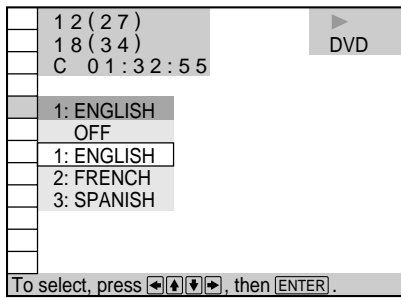 12(27)
18(34)
C 01:32:55
DVD
1: ENGLISH
OFF
1: ENGLISH
2: FRENCH
3: SPANISH
To select, press , then ENTER .